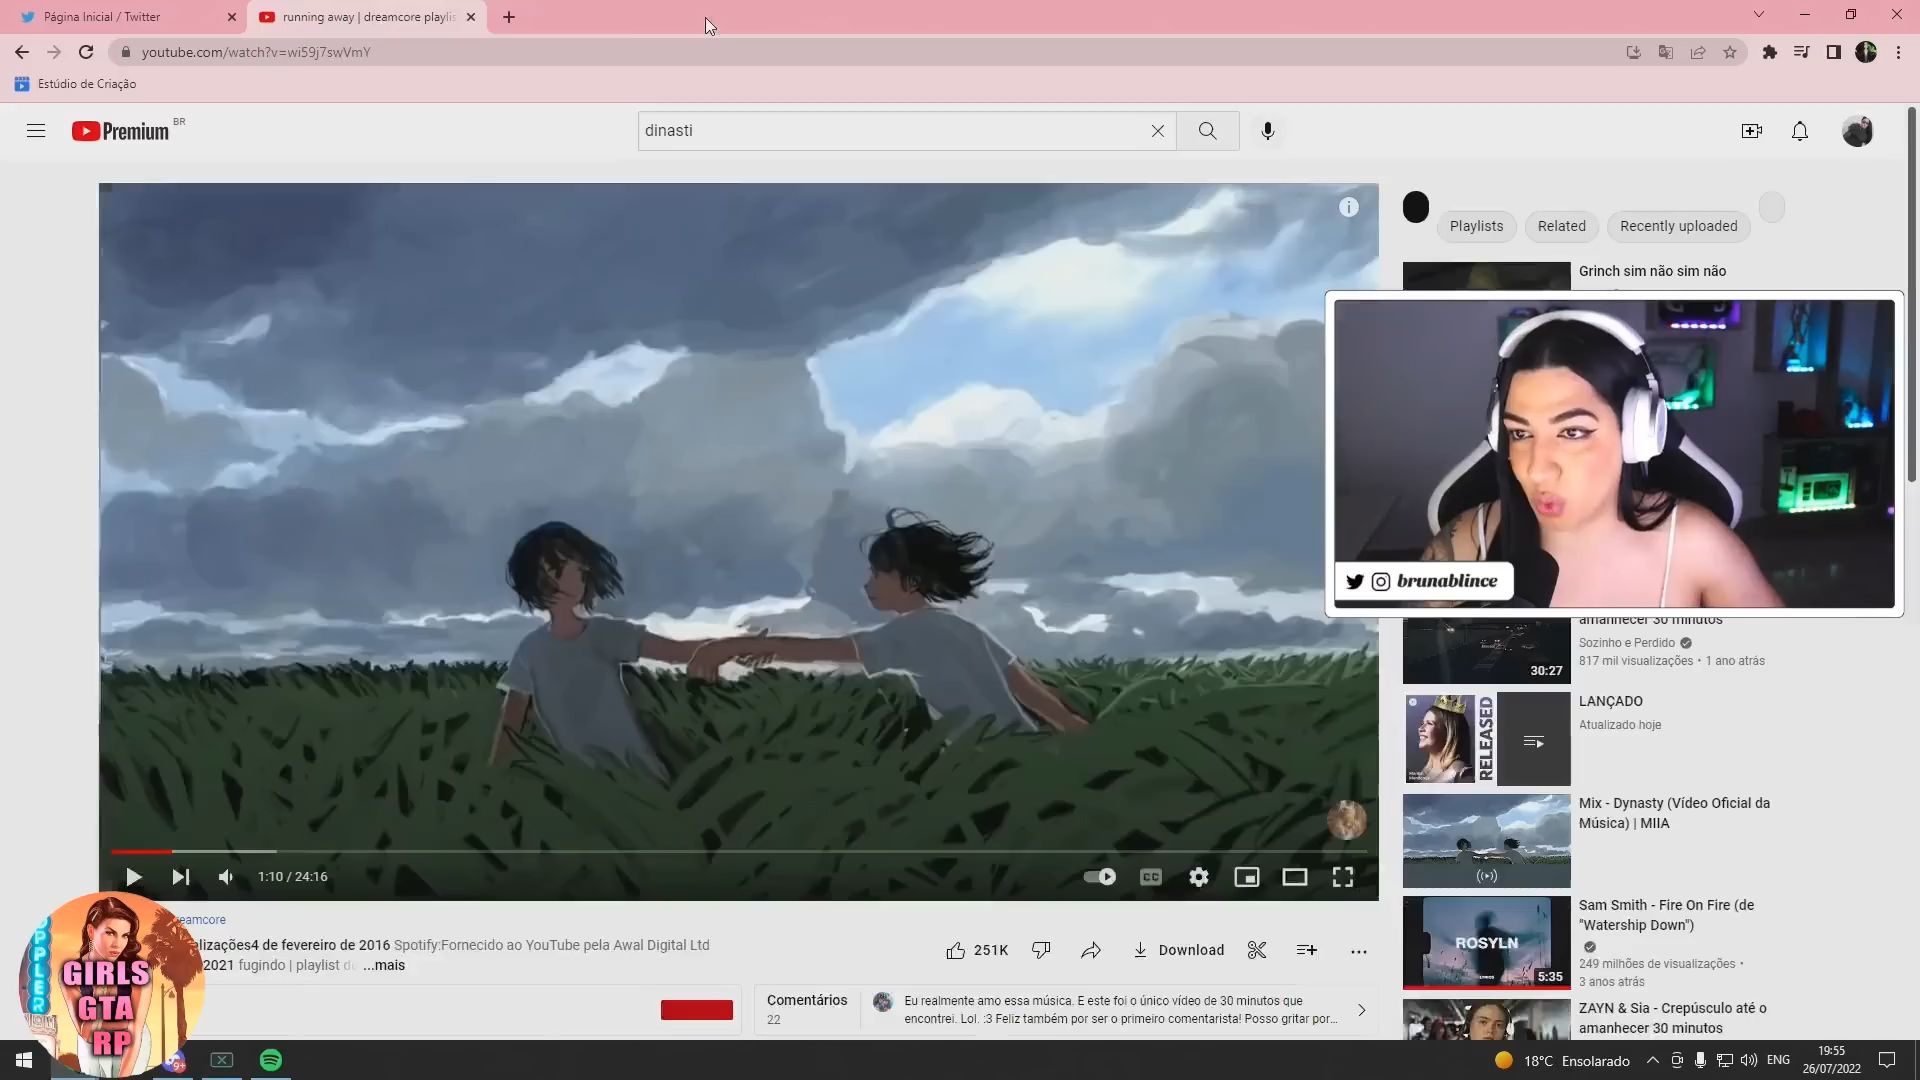 Página Inicial / Twitter
running away | dreamcore playlis
youtube.com/watch?v=wi59j7swVmY
Estúdio de Criação
Premium BR
dinasti
Playlists
Related
Recently uploaded
Grinch sim não sim não
brunablince
amanhecer 30 minutos
Sozinho e Perdido
817 mil visualizações • 1 ano atrás
30:27
LANÇADO
Atualizado hoje
RELEASED
Mix - Dynasty (Vídeo Oficial da
Música) | MIIA
Sam Smith - Fire On Fire (de
"Watership Down")
249 milhões de visualizações •
3 anos atrás
ROSYLN
LYRICS
5:35
ZAYN & Sia - Crepúsculo até o
amanhecer 30 minutos
1:10 / 24:16
CC
eamcore
lizações4 de fevereiro de 2016 Spotify:Fornecido ao YouTube pela Awal Digital Ltd
2021 fugindo | playlist d ...mais
251K
Download
Comentários
22
Eu realmente amo essa música. E este foi o único vídeo de 30 minutos que
encontrei. Lol. :3 Feliz também por ser o primeiro comentarista! Posso gritar por...
GIRLS
GTA
RP
9+
18°C Ensolarado
ENG
19:55
26/07/2022